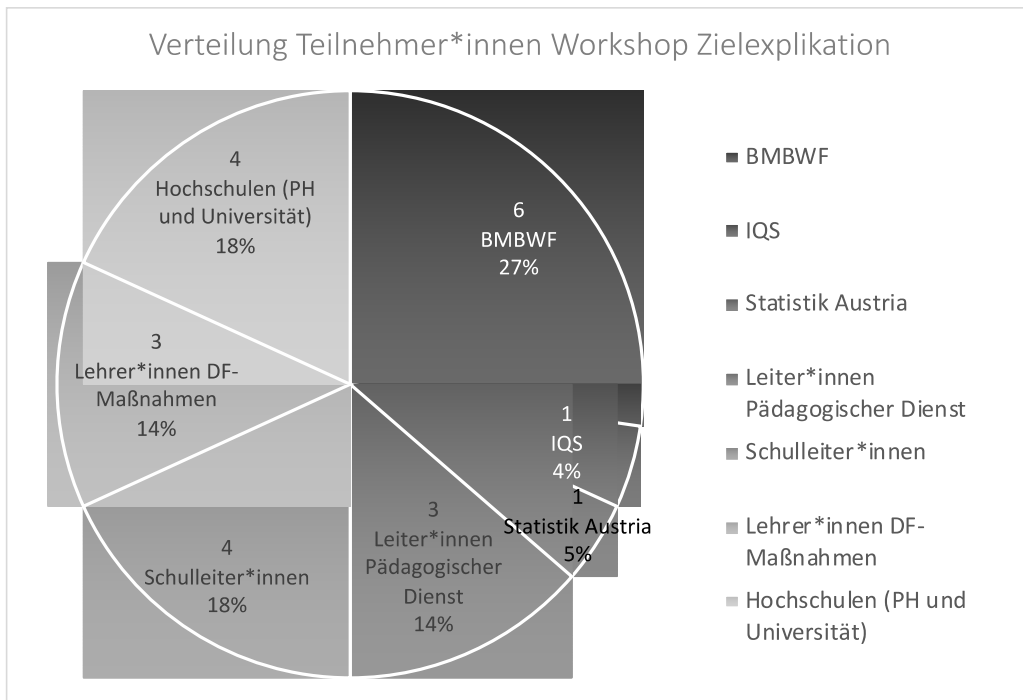 Verteilung Teilnehmer*innen Workshop Zielexplikation
4
Hochschulen (PH
und Universität)
18%
6
BMBWF
27%
3
Lehrer*innen DF-
Maßnahmen
14%
1
IQS
4%
1
Statistik Austria
5%
3
Leiter*innen
Pädagogischer
Dienst
14%
4
Schulleiter*innen
18%
BMBWF
IQS
Statistik Austria
Leiter*innen
Pädagogischer Dienst
Schulleiter*innen
Lehrer*innen DF-
Maßnahmen
Hochschulen (PH und
Universität)